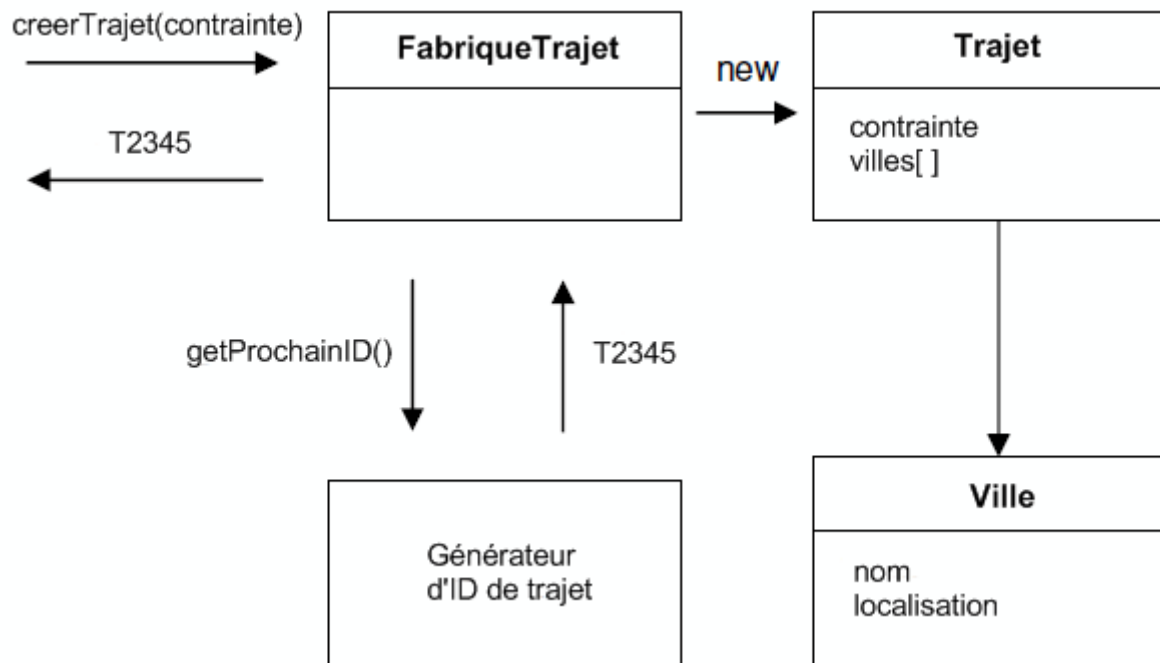 creerTrajet(contrainte)
T2345
FabriqueTrajet
new
Trajet
contrainte
villes[ ]
getProchainID()
T2345
Générateur
d'ID de trajet
Ville
nom
localisation